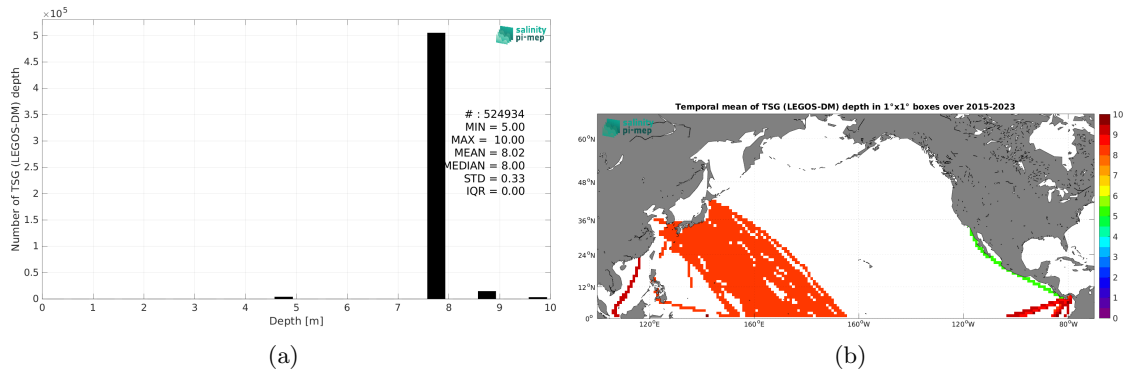 ×10⁵
5
4.5
4
3.5
3
2.5
2
1.5
1
0.5
0
Number of TSG (LEGOS-DM) depth
salinity
pi-mep
# : 524934
MIN = 5.00
MAX = 10.00
MEAN = 8.02
MEDIAN = 8.00
STD = 0.33
IQR = 0.00
0 1 2 3 4 5 6 7 8 9 10
Depth [m]
(a)
Temporal mean of TSG (LEGOS-DM) depth in 1°x1° boxes over 2015-2023
salinity
pi-mep
60°N
48°N
36°N
24°N
12°N
0°
120°E 160°E 160°W 120°W 80°W
10
9
8
7
6
5
4
3
2
1
0
(b)